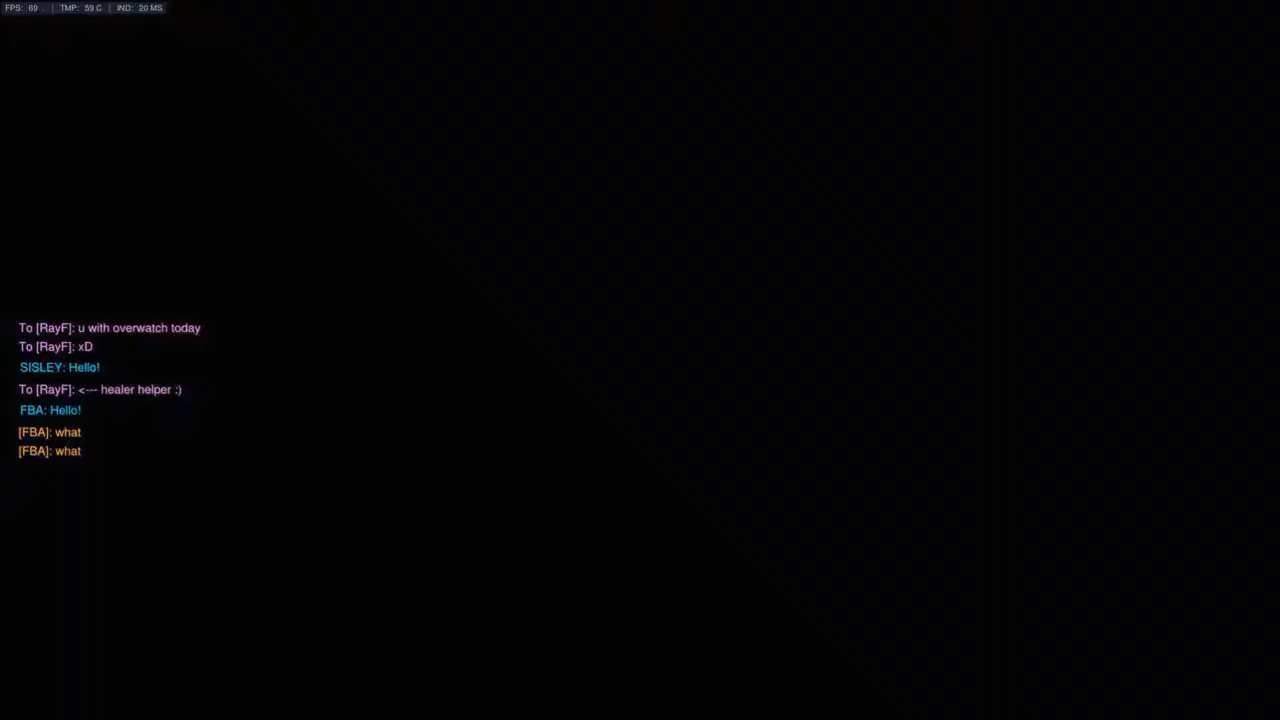 FPS: 69 | TMP: 59 C | IND: 20 MS
To [RayF]: u with overwatch today
To [RayF]: xD
SISLEY: Hello!
To [RayF]: <--- healer helper :)
FBA: Hello!
[FBA]: what
[FBA]: what